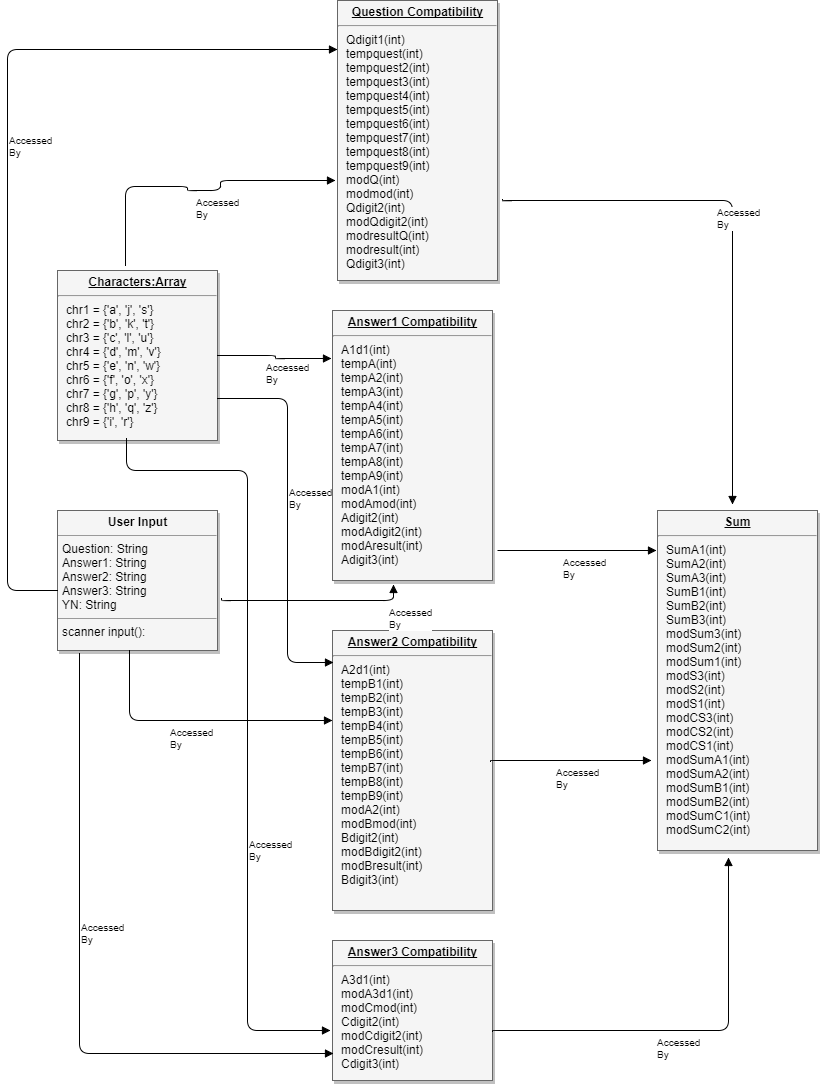 Question Compatibility
Qdigit1(int)
tempquest(int)
tempquest2(int)
tempquest3(int)
tempquest4(int)
tempquest5(int)
tempquest6(int)
tempquest7(int)
tempquest8(int)
tempquest9(int)
modQ(int)
modmod(int)
Qdigit2(int)
modQdigit2(int)
modresultQ(int)
modresult(int)
Qdigit3(int)
Accessed
By
Accessed
By
Accessed
By
Characters:Array
chr1 = {'a', 'j', 's'}
chr2 = {'b', 'k', 't'}
chr3 = {'c', 'l', 'u'}
chr4 = {'d', 'm', 'v'}
chr5 = {'e', 'n', 'w'}
chr6 = {'f', 'o', 'x'}
chr7 = {'g', 'p', 'y'}
chr8 = {'h', 'q', 'z'}
chr9 = {'i', 'r'}
Accessed
By
Accessed
By
Answer1 Compatibility
A1d1(int)
tempA(int)
tempA2(int)
tempA3(int)
tempA4(int)
tempA5(int)
tempA6(int)
tempA7(int)
tempA8(int)
tempA9(int)
modA1(int)
modAmod(int)
Adigit2(int)
modAdigit2(int)
modAresult(int)
Adigit3(int)
User Input
Question: String
Answer1: String
Answer2: String
Answer3: String
YN: String
scanner input():
Accessed
By
Accessed
By
Sum
SumA1(int)
SumA2(int)
SumA3(int)
SumB1(int)
SumB2(int)
SumB3(int)
modSum3(int)
modSum2(int)
modSum1(int)
modS3(int)
modS2(int)
modS1(int)
modCS3(int)
modCS2(int)
modCS1(int)
modSumA1(int)
modSumA2(int)
modSumB1(int)
modSumB2(int)
modSumC1(int)
modSumC2(int)
Answer2 Compatibility
A2d1(int)
tempB1(int)
tempB2(int)
tempB3(int)
tempB4(int)
tempB5(int)
tempB6(int)
tempB7(int)
tempB8(int)
tempB9(int)
modA2(int)
modBmod(int)
Bdigit2(int)
modBdigit2(int)
modBresult(int)
Bdigit3(int)
Accessed
By
Accessed
By
Accessed
By
Accessed
By
Answer3 Compatibility
A3d1(int)
modA3d1(int)
modCmod(int)
Cdigit2(int)
modCdigit2(int)
modCresult(int)
Cdigit3(int)
Accessed
By